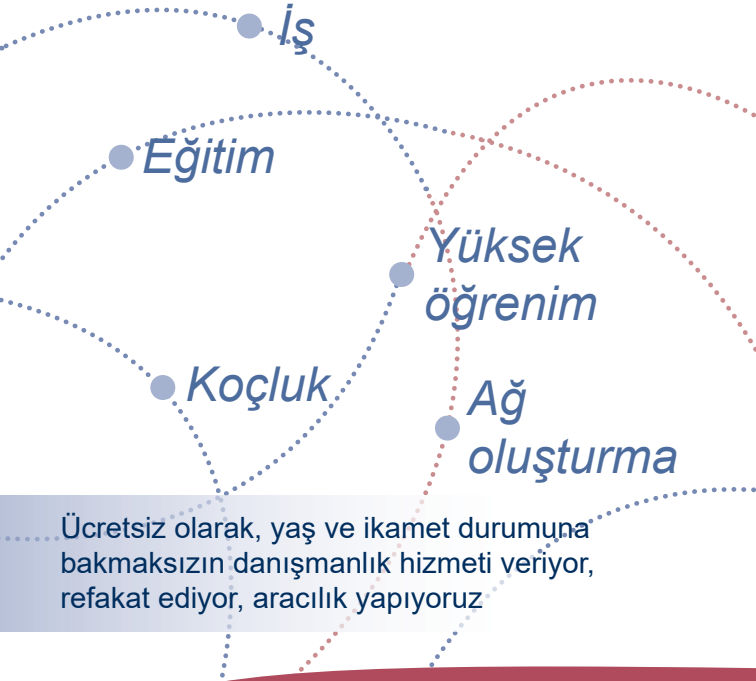 İş
Eğitim
Yüksek
öğrenim
Koçluk
Ağ
oluşturma
Ücretsiz olarak, yaş ve ikamet durumuna
bakmaksızın danışmanlık hizmeti veriyor,
refakat ediyor, aracılık yapıyoruz